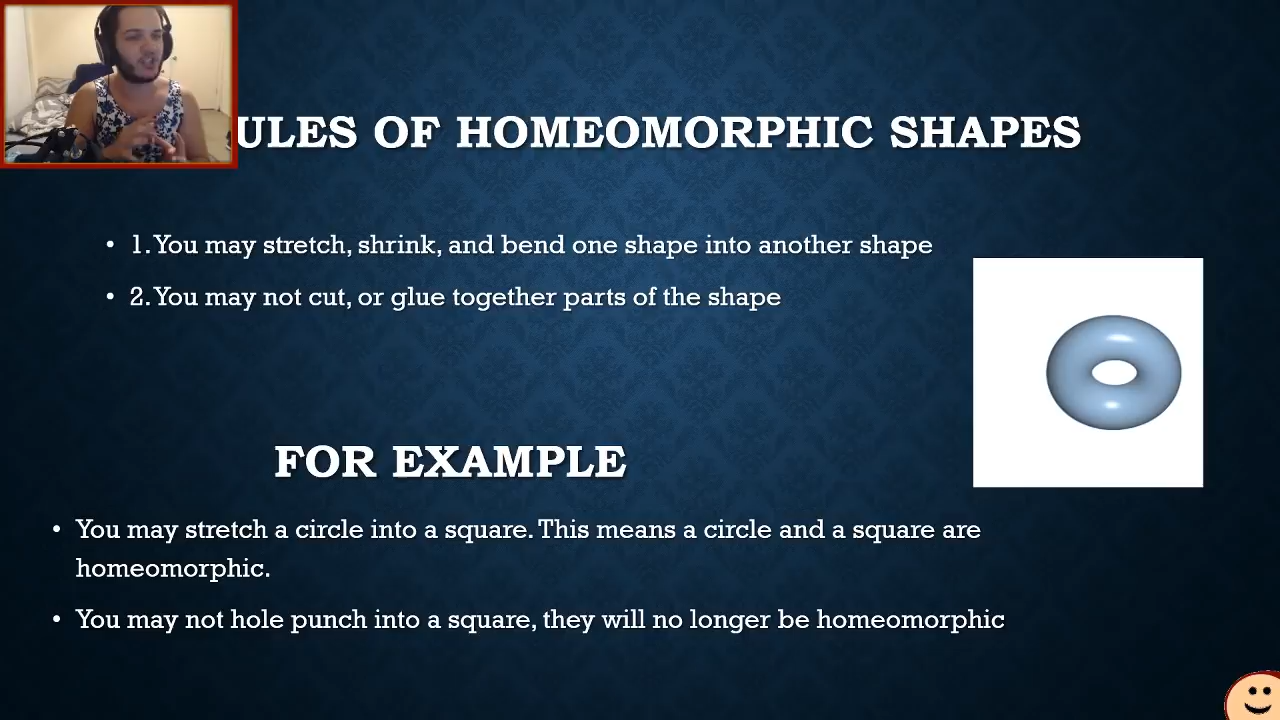 ULES OF HOMEOMORPHIC SHAPES
• 1. You may stretch, shrink, and bend one shape into another shape
• 2. You may not cut, or glue together parts of the shape
FOR EXAMPLE
• You may stretch a circle into a square. This means a circle and a square are
homeomorphic.
• You may not hole punch into a square, they will no longer be homeomorphic